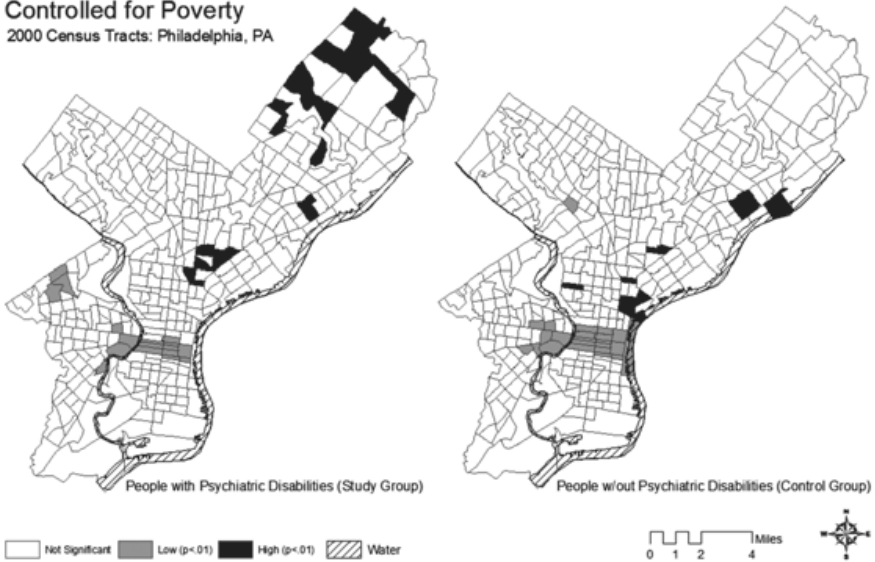 Controlled for Poverty
2000 Census Tracts: Philadelphia, PA
People with Psychiatric Disabilities (Study Group)
People w/out Psychiatric Disabilities (Control Group)
Not Significant
Low (p<.01)
High (p<.01)
Water
Miles
0 1 2 4
N
W E
S